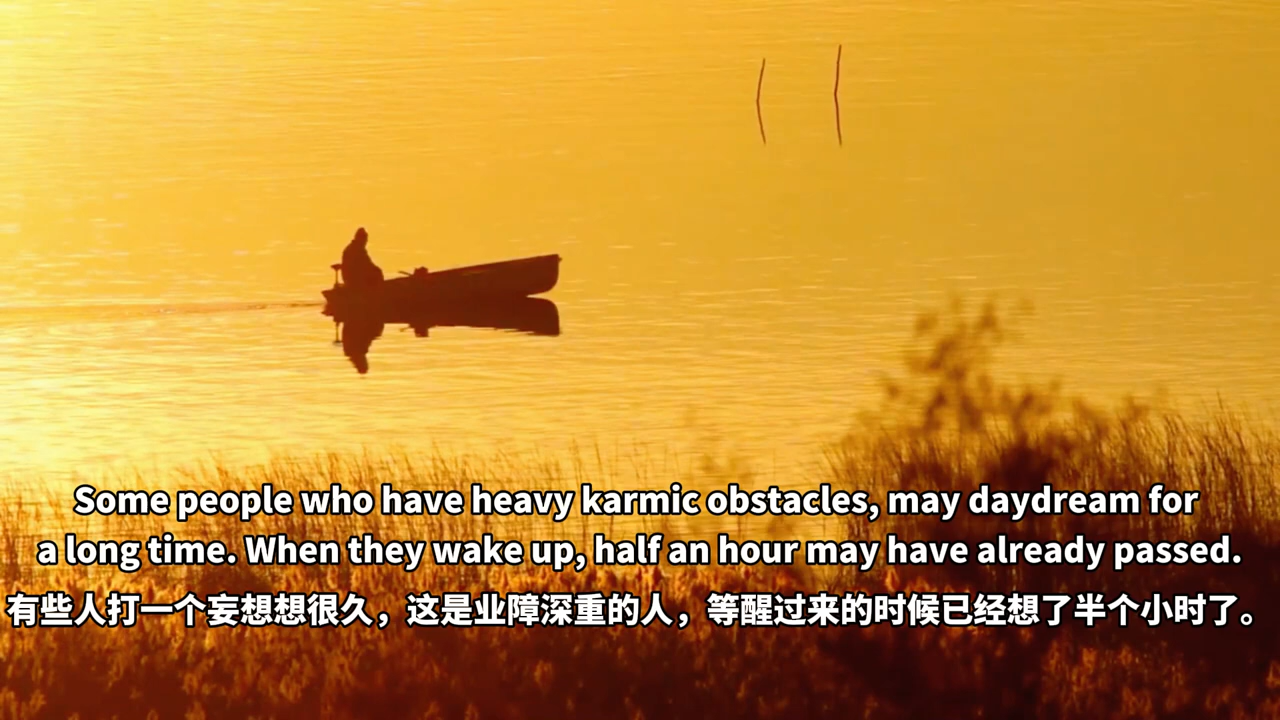 Some people who have heavy karmic obstacles, may daydream for
a long time. When they wake up, half an hour may have already passed.
有些人打一个妄想想很久，这是业障深重的人，等醒过来的时候已经想了半个小时了。